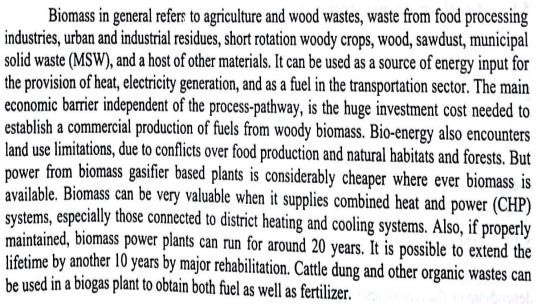 Biomass in general refers to agriculture and wood wastes, waste from food processing
industries, urban and industrial residues, short rotation woody crops, wood, sawdust, municipal
solid waste (MSW), and a host of other materials. It can be used as a source of energy input for
the provision of heat, electricity generation, and as a fuel in the transportation sector. The main
economic barrier independent of the process-pathway, is the huge investment cost needed to
establish a commercial production of fuels from woody biomass. Bio-energy also encounters
land use limitations, due to conflicts over food production and natural habitats and forests. But
power from biomass gasifier based plants is considerably cheaper where ever biomass is
available. Biomass can be very valuable when it supplies combined heat and power (CHP)
systems, especially those connected to district heating and cooling systems. Also, if properly
maintained, biomass power plants can run for around 20 years. It is possible to extend the
lifetime by another 10 years by major rehabilitation. Cattle dung and other organic wastes can
be used in a biogas plant to obtain both fuel as well as fertilizer.